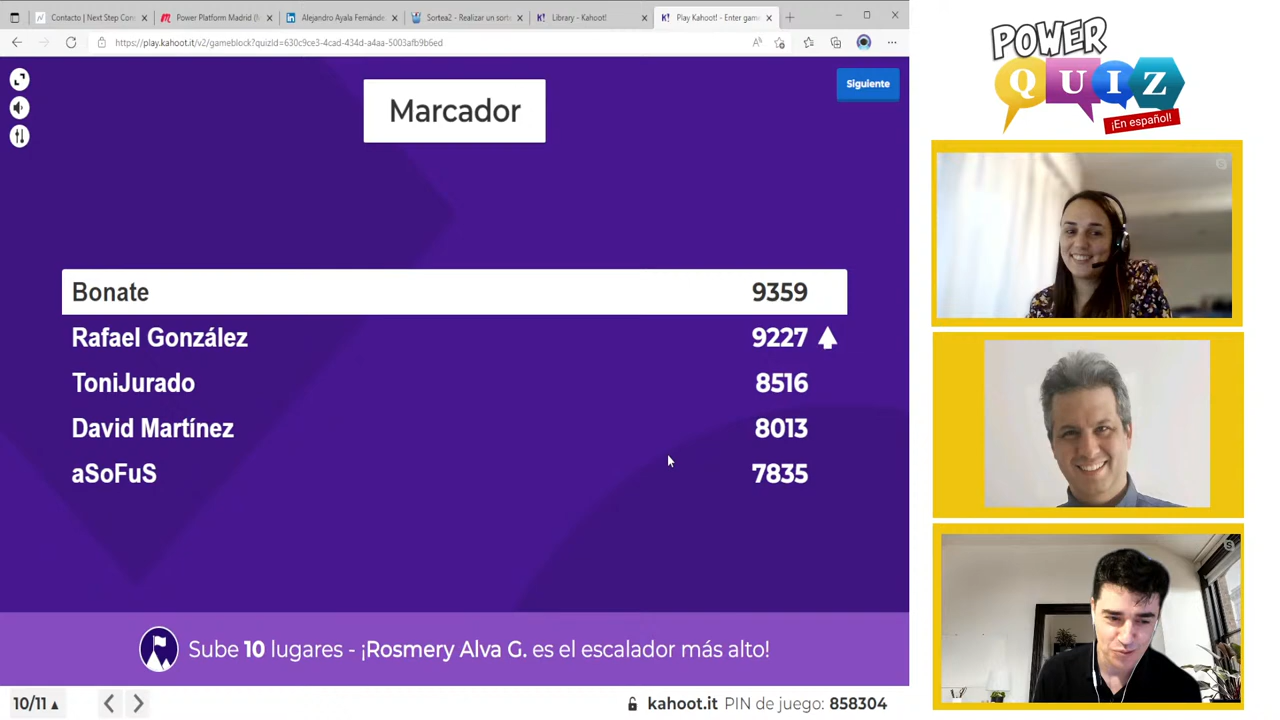 Contacto | Next Step Conc
Power Platform Madrid (M
Alejandro Ayala Fernánde
Sortea2 - Realizar un sorte
Library - Kahoot!
Play Kahoot! - Enter gam
https://play.kahoot.it/v2/gameblock?quizId=630c9ce3-4cad-434d-a4aa-5003afb9b6ed
Marcador
Siguiente
Bonate 9359
Rafael González 9227
ToniJurado 8516
David Martínez 8013
aSoFuS 7835
Sube 10 lugares - ¡Rosmery Alva G. es el escalador más alto!
10/11
kahoot.it PIN de juego: 858304
POWER
QUIZ
¡En español!